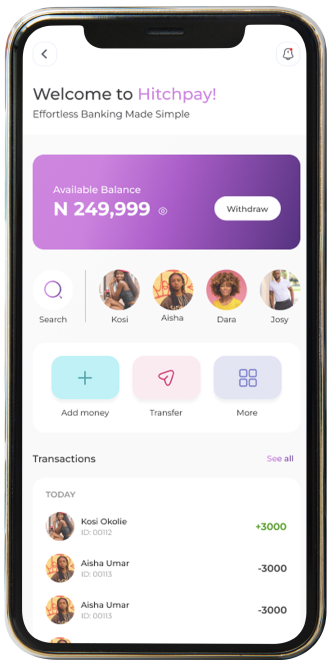 Welcome to Hitchpay!
Effortless Banking Made Simple
Available Balance
N 249,999
Withdraw
Search
Kosi
Aisha
Dara
Josy
Add money
Transfer
More
Transactions
See all
TODAY
Kosi Okolie
ID: 00112
+3000
Aisha Umar
ID: 00113
-3000
Aisha Umar
ID: 00113
-3000